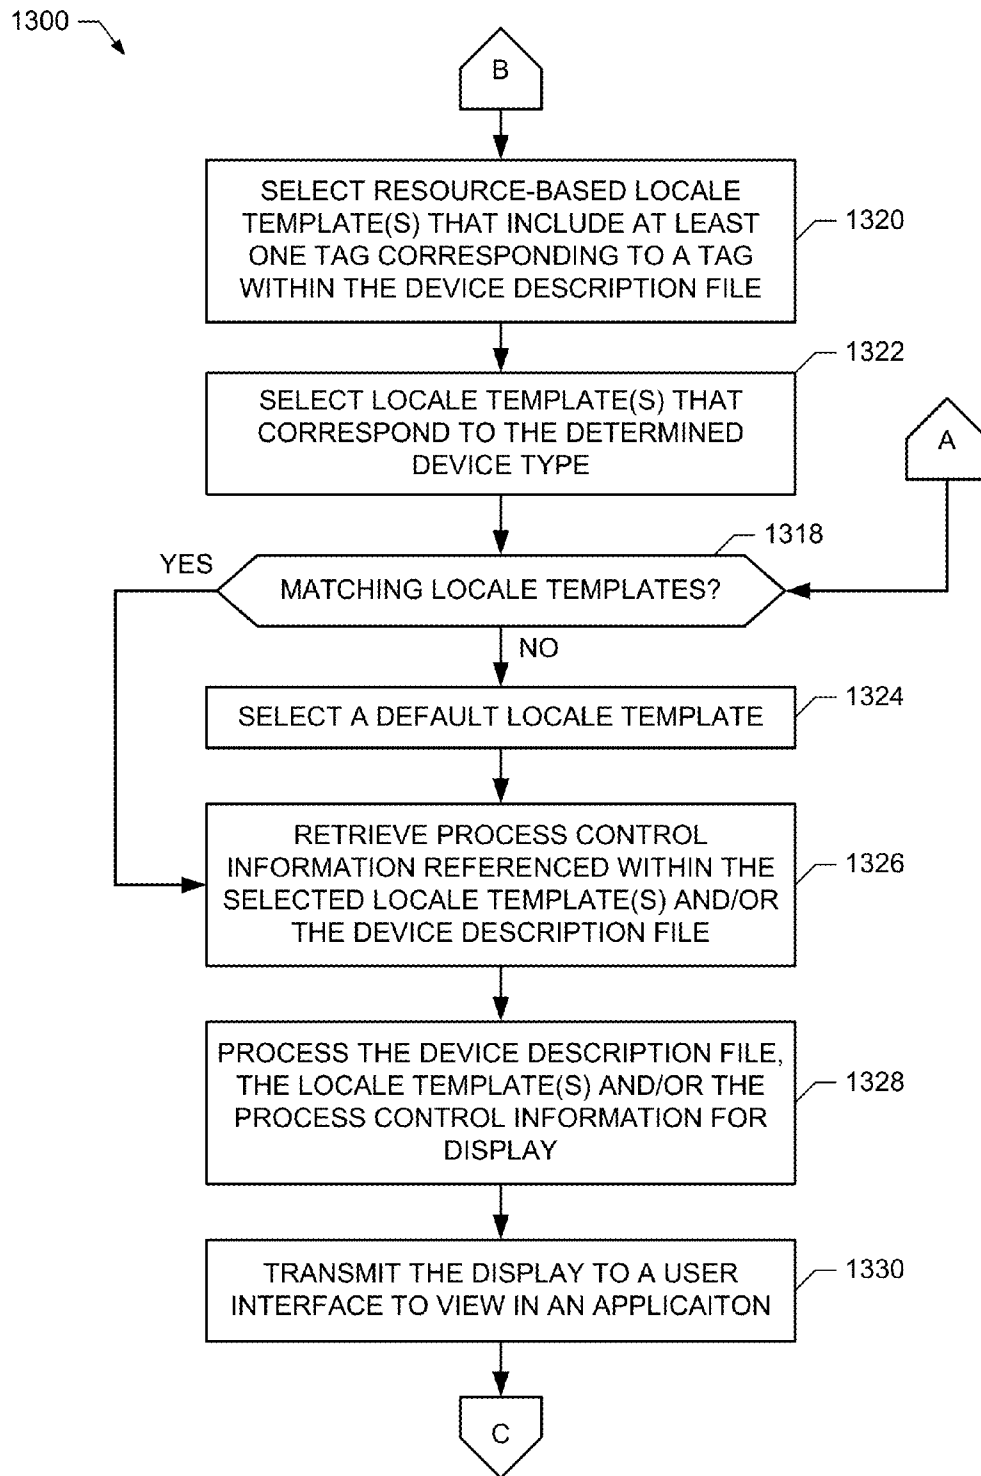 1300
B
SELECT RESOURCE-BASED LOCALE
TEMPLATE(S) THAT INCLUDE AT LEAST
ONE TAG CORRESPONDING TO A TAG
WITHIN THE DEVICE DESCRIPTION FILE
1320
SELECT LOCALE TEMPLATE(S) THAT
CORRESPOND TO THE DETERMINED
DEVICE TYPE
1322
A
YES
MATCHING LOCALE TEMPLATES?
1318
NO
SELECT A DEFAULT LOCALE TEMPLATE
1324
RETRIEVE PROCESS CONTROL
INFORMATION REFERENCED WITHIN THE
SELECTED LOCALE TEMPLATE(S) AND/OR
THE DEVICE DESCRIPTION FILE
1326
PROCESS THE DEVICE DESCRIPTION FILE,
THE LOCALE TEMPLATE(S) AND/OR THE
PROCESS CONTROL INFORMATION FOR
DISPLAY
1328
TRANSMIT THE DISPLAY TO A USER
INTERFACE TO VIEW IN AN APPLICAITON
1330
C